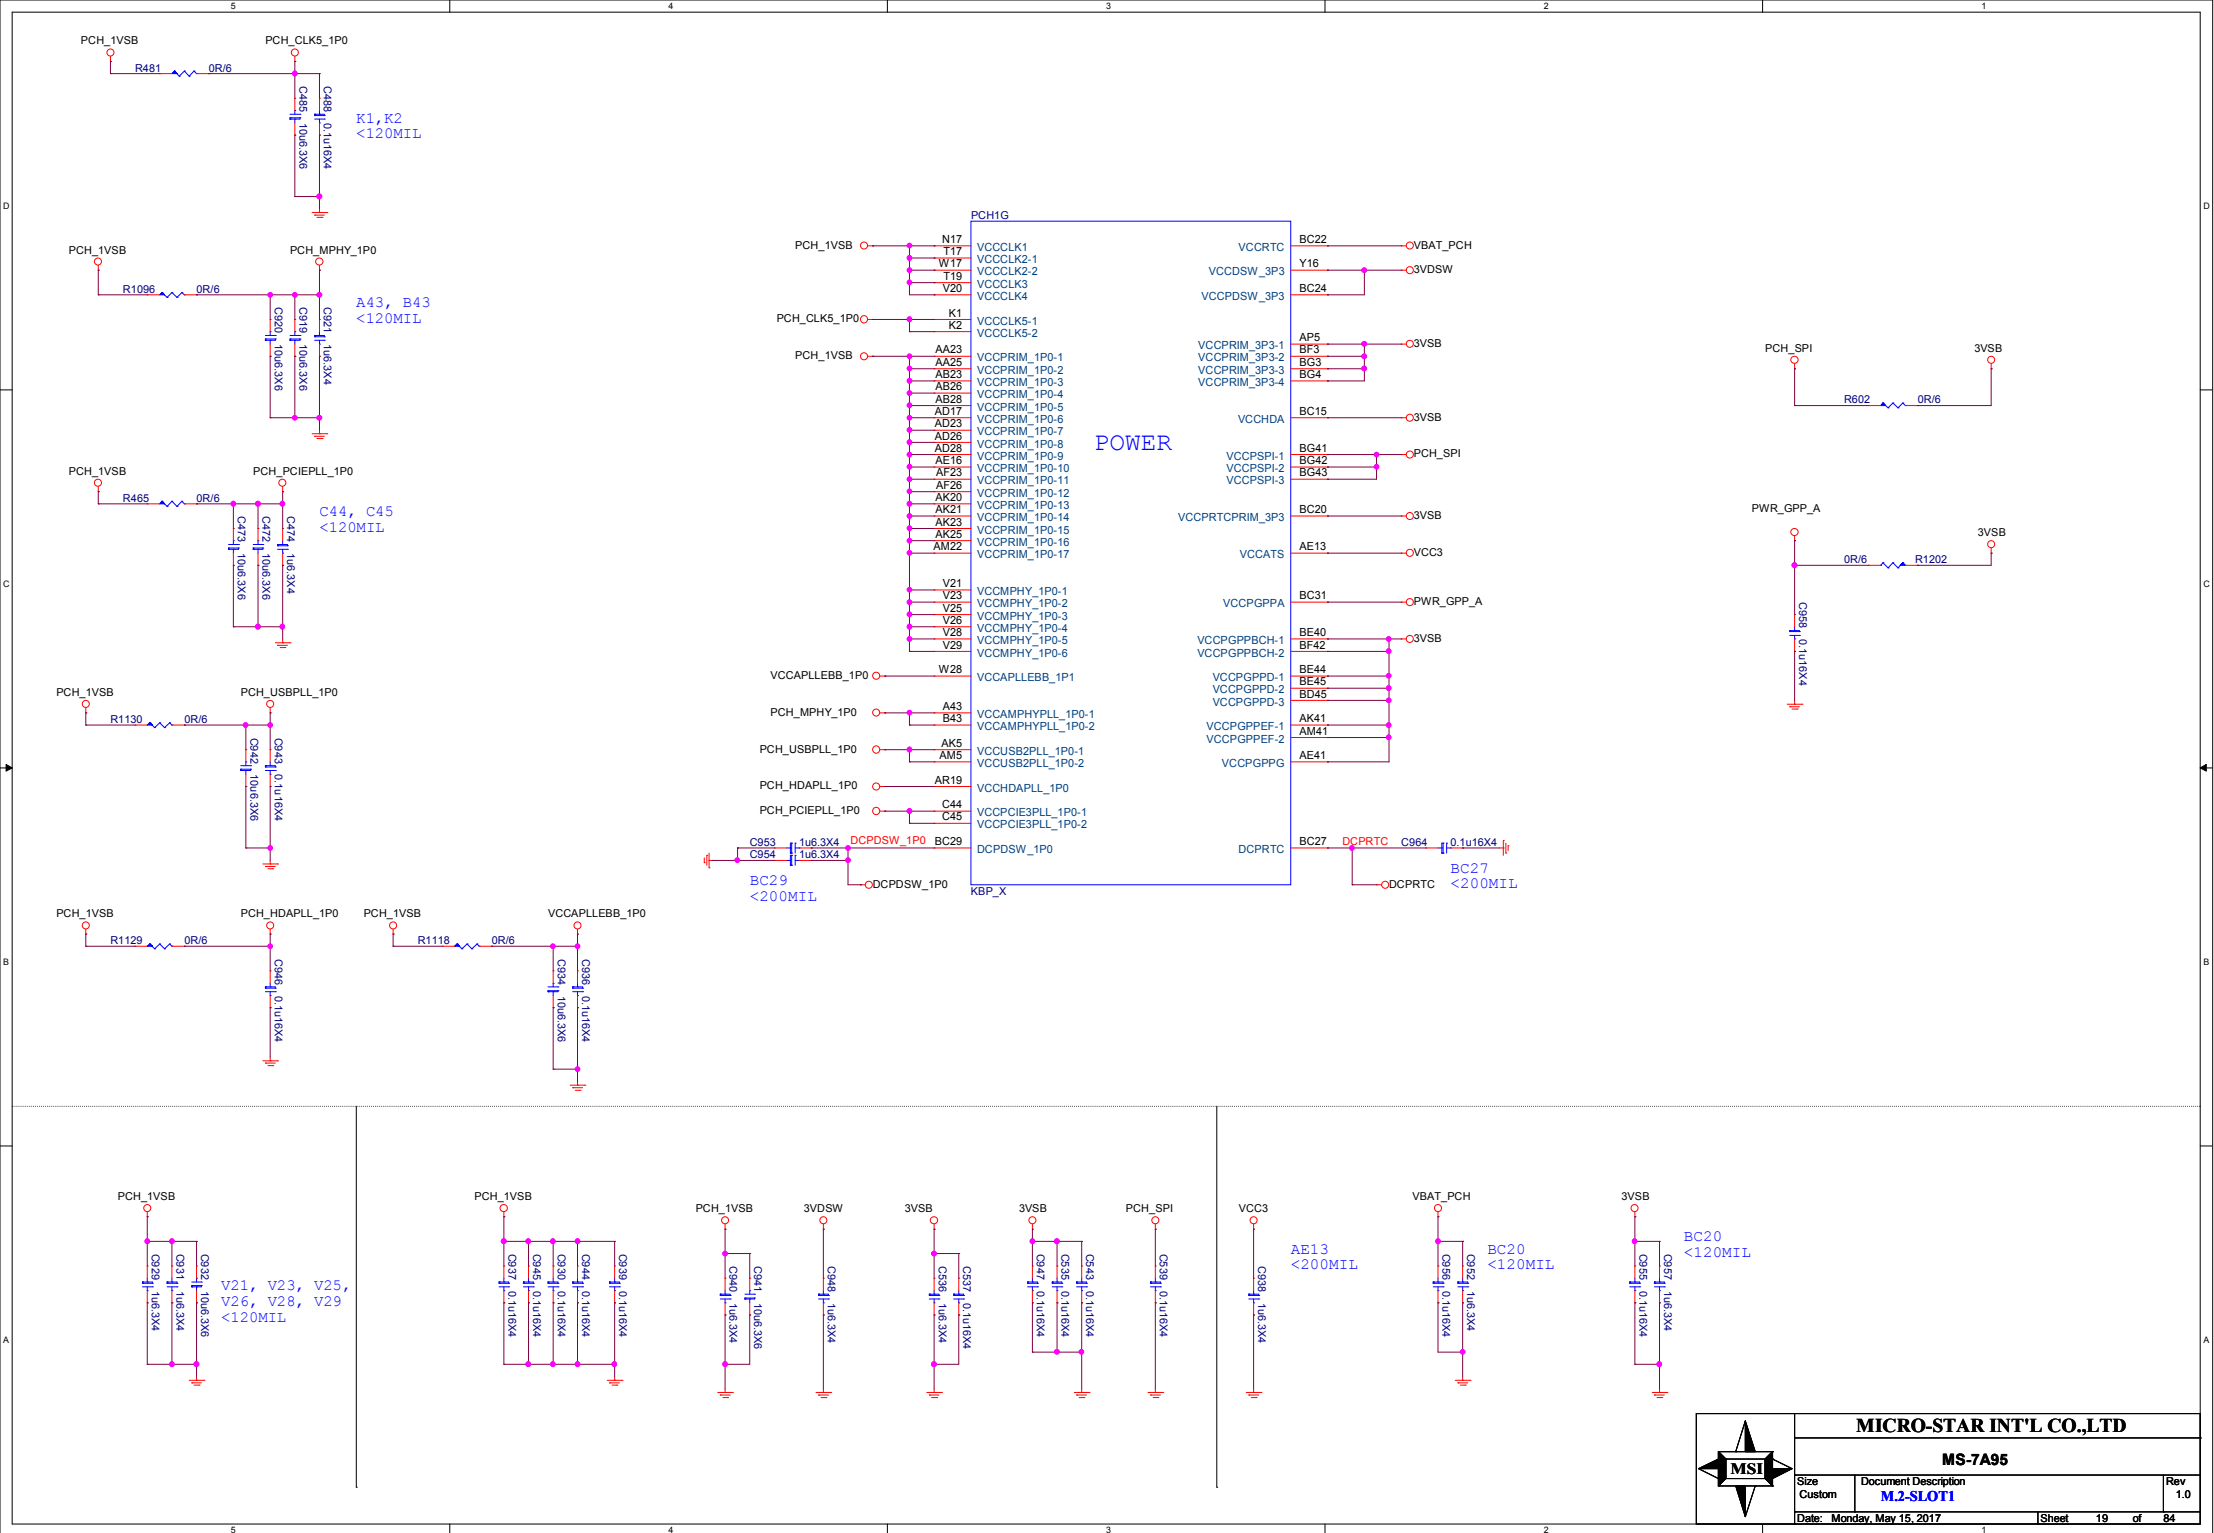 5 4 3 2 1
D D
C C
B B
A A
PCH_1VSB PCH_CLK5_1P0
R481 0R/6
C485 10u6.3X6
C488 0.1u16X4
K1,K2
<120MIL
PCH_1VSB PCH_MPHY_1P0
R1096 0R/6
C920 10u6.3X6
C919 10u6.3X6
C921 1u6.3X4
A43, B43
<120MIL
PCH_1VSB PCH_PCIEPLL_1P0
R465 0R/6
C473 10u6.3X6
C472 10u6.3X6
C474 1u6.3X4
C44, C45
<120MIL
PCH_1VSB PCH_USBPLL_1P0
R1130 0R/6
C942 10u6.3X6
C943 0.1u16X4
PCH_1VSB PCH_HDAPLL_1P0
R1129 0R/6
C946 0.1u16X4
PCH_1VSB VCCAPLLEBB_1P0
R1118 0R/6
C934 10u6.3X6
C936 0.1u16X4
PCH1G
POWER
PCH_1VSB N17 VCCCLK1
T17 VCCCLK2-1
W17 VCCCLK2-2
T19 VCCCLK3
V20 VCCCLK4
PCH_CLK5_1P0 K1 VCCCLK5-1
K2 VCCCLK5-2
PCH_1VSB AA23 VCCPRIM_1P0-1
AA25 VCCPRIM_1P0-2
AB23 VCCPRIM_1P0-3
AB26 VCCPRIM_1P0-4
AB28 VCCPRIM_1P0-5
AD17 VCCPRIM_1P0-6
AD23 VCCPRIM_1P0-7
AD26 VCCPRIM_1P0-8
AD28 VCCPRIM_1P0-9
AE16 VCCPRIM_1P0-10
AF23 VCCPRIM_1P0-11
AF26 VCCPRIM_1P0-12
AK20 VCCPRIM_1P0-13
AK21 VCCPRIM_1P0-14
AK23 VCCPRIM_1P0-15
AK25 VCCPRIM_1P0-16
AM22 VCCPRIM_1P0-17
V21 VCCMPHY_1P0-1
V23 VCCMPHY_1P0-2
V25 VCCMPHY_1P0-3
V26 VCCMPHY_1P0-4
V28 VCCMPHY_1P0-5
V29 VCCMPHY_1P0-6
VCCAPLLEBB_1P0 W28 VCCAPLLEBB_1P1
PCH_MPHY_1P0 A43 VCCAMPHYPLL_1P0-1
B43 VCCAMPHYPLL_1P0-2
PCH_USBPLL_1P0 AK5 VCCUSB2PLL_1P0-1
AM5 VCCUSB2PLL_1P0-2
PCH_HDAPLL_1P0 AR19 VCCHDAPLL_1P0
PCH_PCIEPLL_1P0 C44 VCCPCIE3PLL_1P0-1
C45 VCCPCIE3PLL_1P0-2
C953 1u6.3X4 DCPDSW_1P0 BC29 DCPDSW_1P0
C954 1u6.3X4
BC29
<200MIL
DCPDSW_1P0
KBP_X
VCCRTC BC22 VBAT_PCH
VCCDSW_3P3 Y16 3VDSW
VCCPDSW_3P3 BC24
VCCPRIM_3P3-1 AP5 3VSB
VCCPRIM_3P3-2 BF3
VCCPRIM_3P3-3 BG3
VCCPRIM_3P3-4 BG4
VCCHDA BC15 3VSB
VCCPSPI-1 BG41 PCH_SPI
VCCPSPI-2 BG42
VCCPSPI-3 BG43
VCCPRTCPRIM_3P3 BC20 3VSB
VCCATS AE13 VCC3
VCCPGPPA BC31 PWR_GPP_A
VCCPGPPBCH-1 BE40 3VSB
VCCPGPPBCH-2 BF42
VCCPGPPD-1 BE44
VCCPGPPD-2 BE45
VCCPGPPD-3 BD45
VCCPGPPEF-1 AK41
VCCPGPPEF-2 AM41
VCCPGPPG AE41
DCPRTC BC27 DCPRTC C964 0.1u16X4
DCPRTC
BC27
<200MIL
PCH_SPI 3VSB
R602 0R/6
PWR_GPP_A 3VSB
0R/6 R1202
C958 0.1u16X4
PCH_1VSB
C929 1u6.3X4
C931 1u6.3X4
C932 10u6.3X6
V21, V23, V25,
V26, V28, V29
<120MIL
PCH_1VSB
C937 0.1u16X4
C945 0.1u16X4
C930 0.1u16X4
C944 0.1u16X4
C939 0.1u16X4
PCH_1VSB
C940 1u6.3X4
C941 10u6.3X6
3VDSW
C948 1u6.3X4
3VSB
C536 1u6.3X4
C537 0.1u16X4
3VSB
C947 0.1u16X4
C535 0.1u16X4
C543 0.1u16X4
PCH_SPI
C539 0.1u16X4
VCC3
C938 1u6.3X4
AE13
<200MIL
VBAT_PCH
C956 0.1u16X4
C952 1u6.3X4
BC20
<120MIL
3VSB
C955 0.1u16X4
C957 1u6.3X4
BC20
<120MIL
MSI
MICRO-STAR INT'L CO.,LTD
MS-7A95
Size Document Description Rev
Custom M.2-SLOT1 1.0
Date: Monday, May 15, 2017 Sheet 19 of 84
5 4 3 2 1